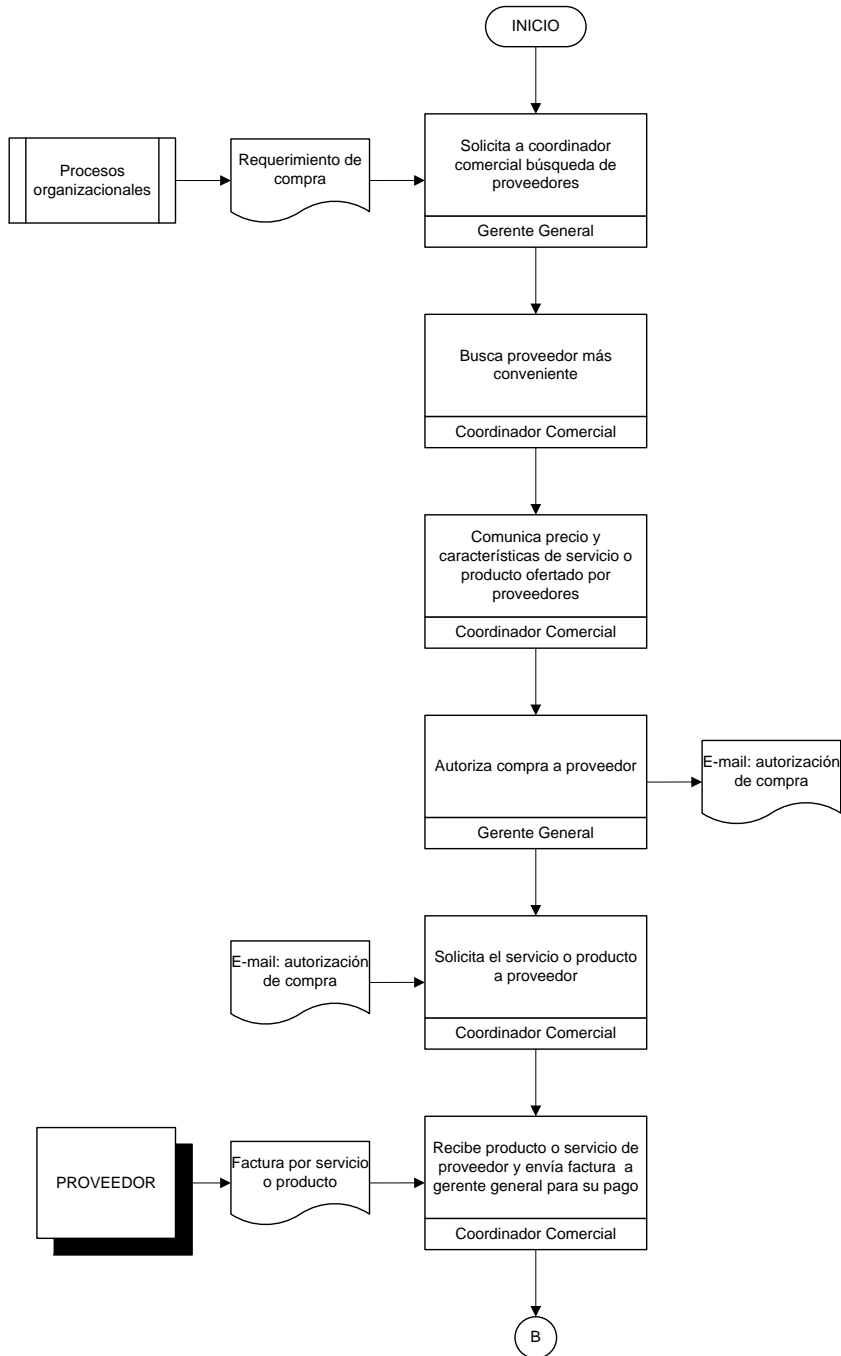 INICIO
Procesos
organizacionales
Requerimiento de
compra
Solicita a coordinador
comercial búsqueda de
proveedores
Gerente General
Busca proveedor más
conveniente
Coordinador Comercial
Comunica precio y
características de servicio o
producto ofertado por
proveedores
Coordinador Comercial
Autoriza compra a proveedor
Gerente General
E-mail: autorización
de compra
E-mail: autorización
de compra
Solicita el servicio o producto
a proveedor
Coordinador Comercial
PROVEEDOR
Factura por servicio
o producto
Recibe producto o servicio de
proveedor y envía factura a
gerente general para su pago
Coordinador Comercial
B